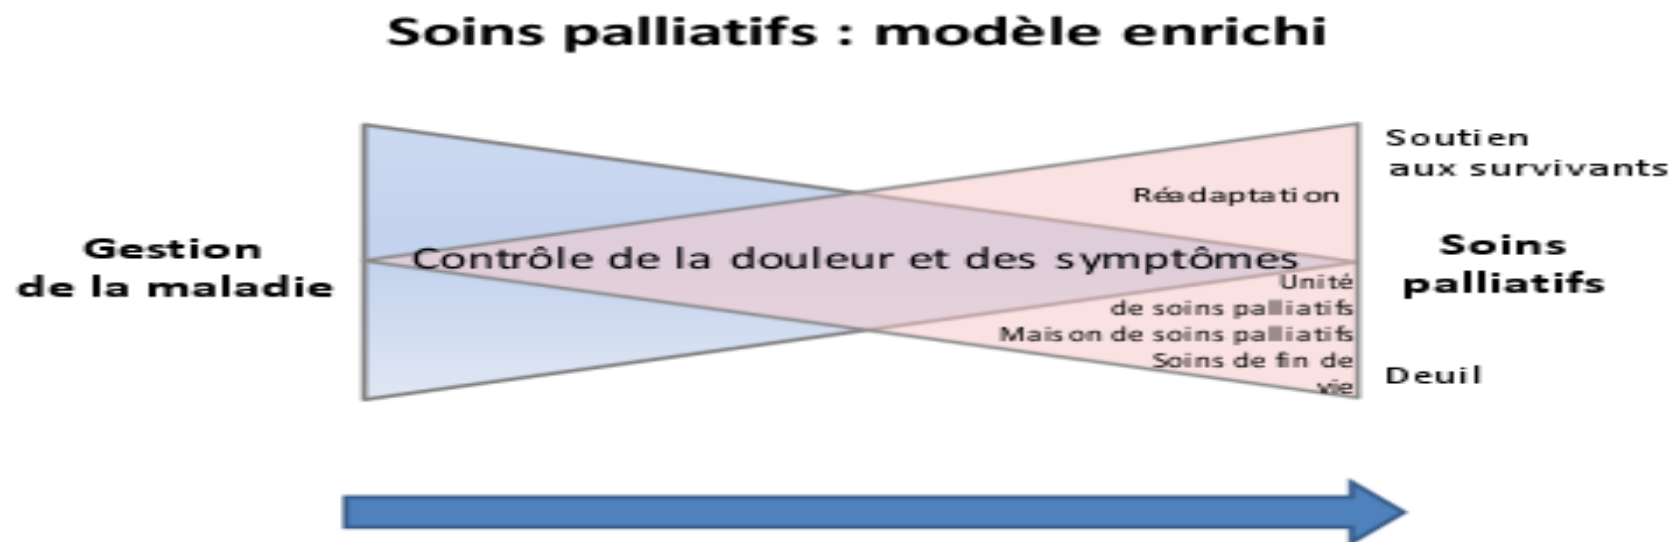 Soins palliatifs : modèle enrichi
Gestion
de la maladie
Contrôle de la douleur et des symptômes
Réadaptation
Unité
de soins palliatifs
Maison de soins palliatifs
Soins de fin de
vie
Soutien
aux survivants
Soins
palliatifs
Deuil